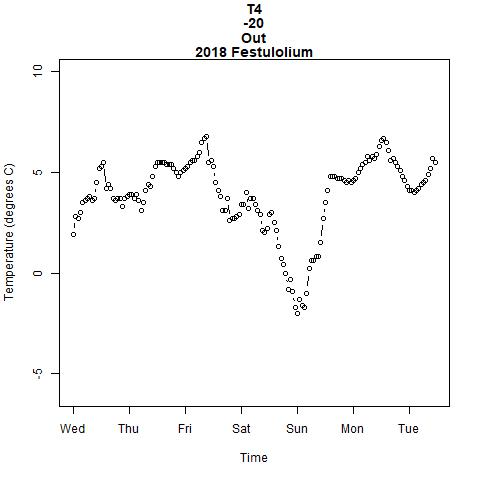 T4
-20
Out
2018 Festulolium
Temperature (degrees C)
10
5
0
-5
Wed Thu Fri Sat Sun Mon Tue
Time